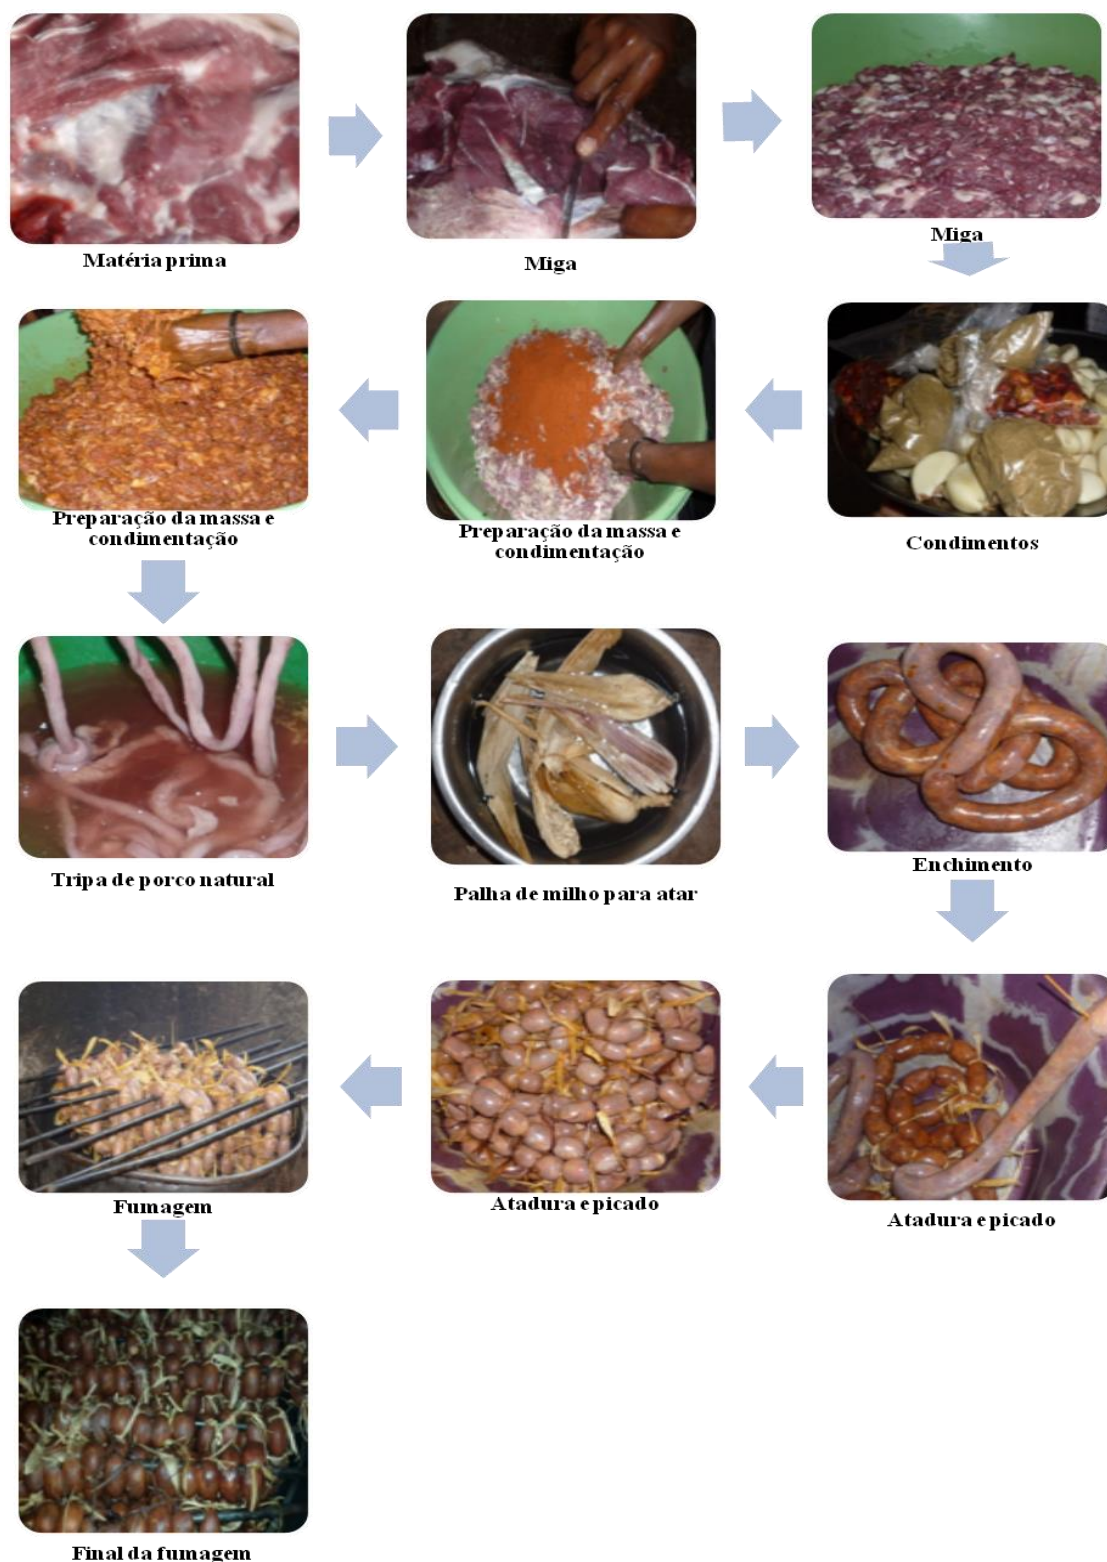 Matéria prima
Miga
Miga
Preparação da massa e
condimentação
Preparação da massa e
condimentação
Condimentos
Tripa de porco natural
Palha de milho para atar
Enchimento
Fumagem
Atadura e picado
Atadura e picado
Final da fumagem